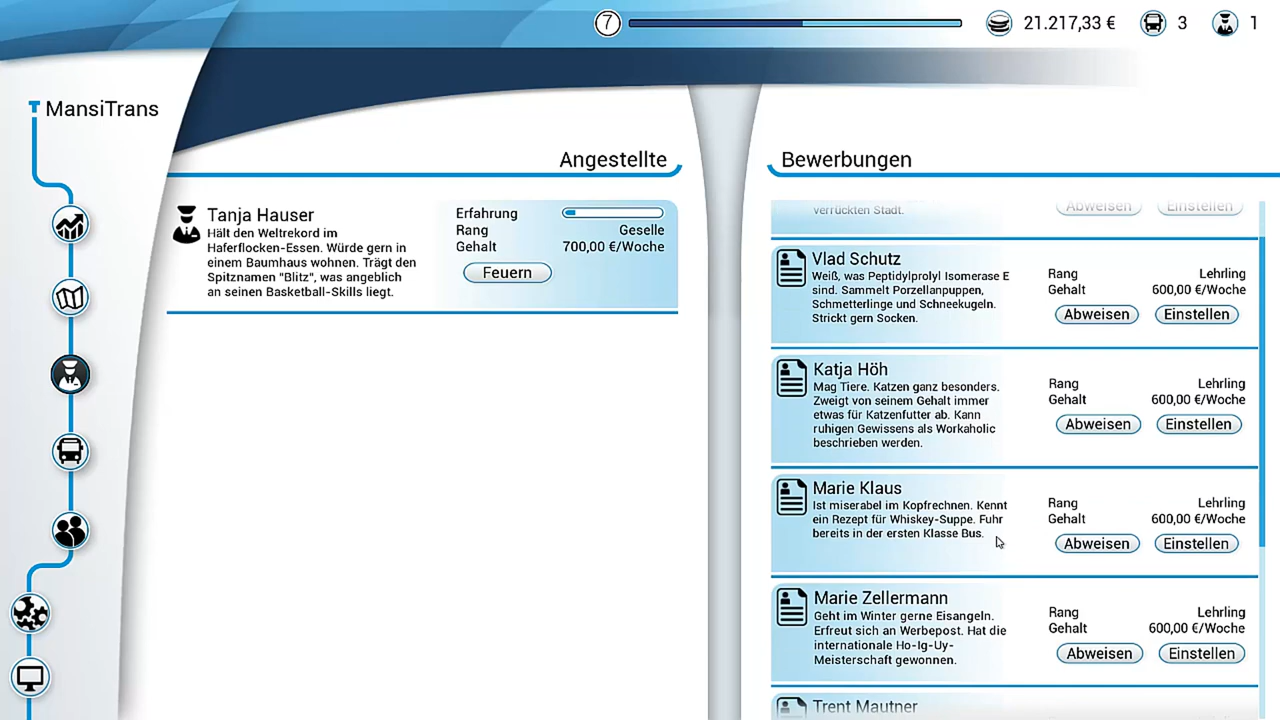 7
21.217,33 €
3
1
MansiTrans
Angestellte
Tanja Hauser
Hält den Weltrekord im
Haferflocken-Essen. Würde gern in
einem Baumhaus wohnen. Trägt den
Spitznamen "Blitz", was angeblich
an seinen Basketball-Skills liegt.
Erfahrung
Rang Geselle
Gehalt 700,00 €/Woche
Feuern
Bewerbungen
verrückten Stadt.
Abweisen Einstellen
Vlad Schutz
Weiß, was Peptidylprolyl Isomerase E
sind. Sammelt Porzellanpuppen,
Schmetterlinge und Schneekugeln.
Strickt gern Socken.
Rang Lehrling
Gehalt 600,00 €/Woche
Abweisen Einstellen
Katja Höh
Mag Tiere. Katzen ganz besonders.
Zweigt von seinem Gehalt immer
etwas für Katzenfutter ab. Kann
ruhigen Gewissens als Workaholic
beschrieben werden.
Rang Lehrling
Gehalt 600,00 €/Woche
Abweisen Einstellen
Marie Klaus
Ist miserabel im Kopfrechnen. Kennt
ein Rezept für Whiskey-Suppe. Fuhr
bereits in der ersten Klasse Bus.
Rang Lehrling
Gehalt 600,00 €/Woche
Abweisen Einstellen
Marie Zellermann
Geht im Winter gerne Eisangeln.
Erfreut sich an Werbepost. Hat die
internationale Ho-Ig-Uy-
Meisterschaft gewonnen.
Rang Lehrling
Gehalt 600,00 €/Woche
Abweisen Einstellen
Trent Mautner